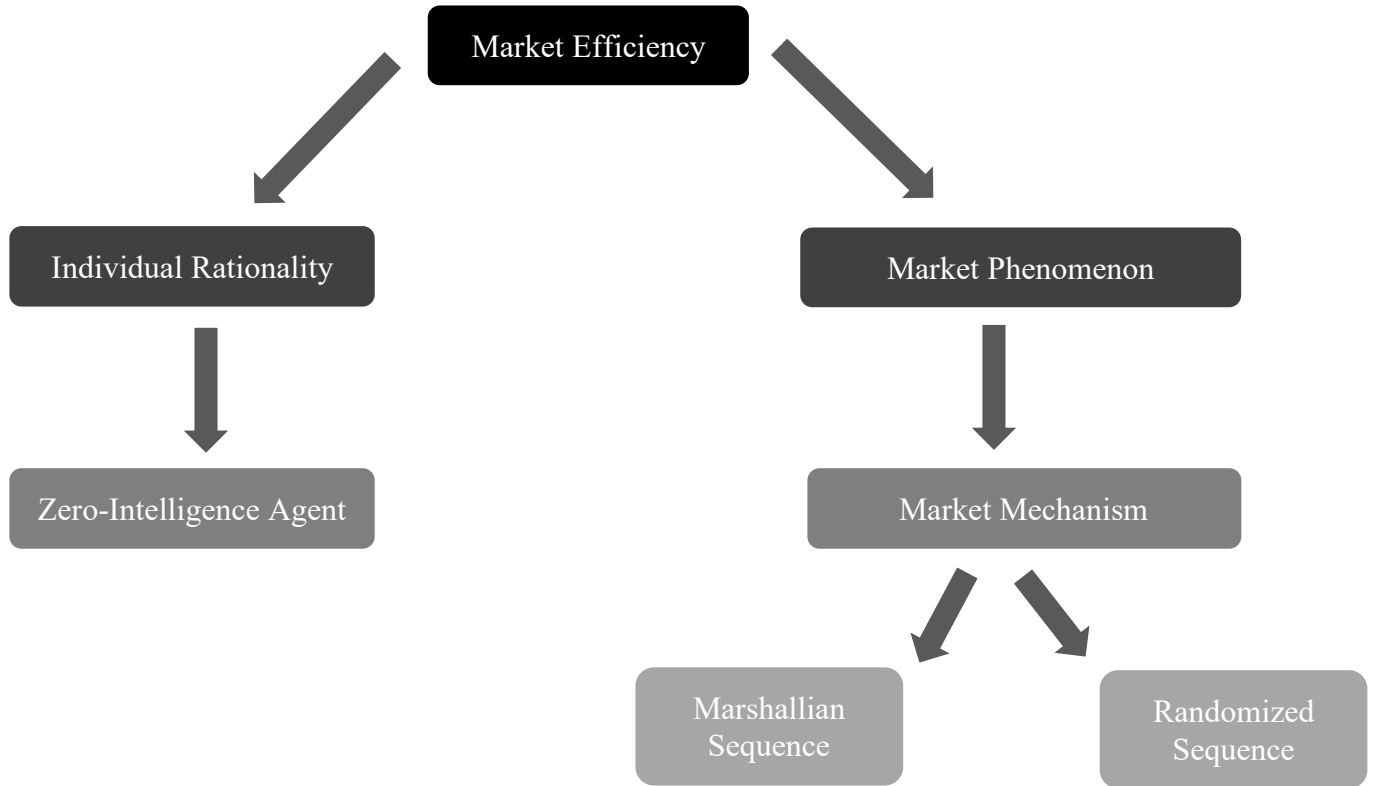 Market Efficiency
Individual Rationality
Market Phenomenon
Zero-Intelligence Agent
Market Mechanism
Marshallian
Sequence
Randomized
Sequence